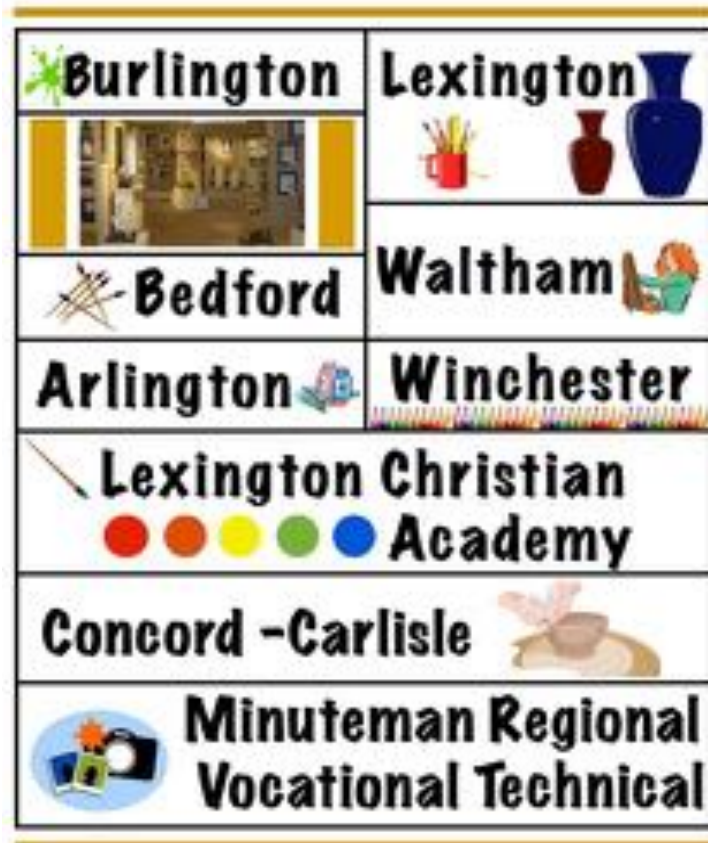 Burlington
Lexington
Bedford
Waltham
Arlington
Winchester
Lexington Christian
Academy
Concord -Carlisle
Minuteman Regional
Vocational Technical